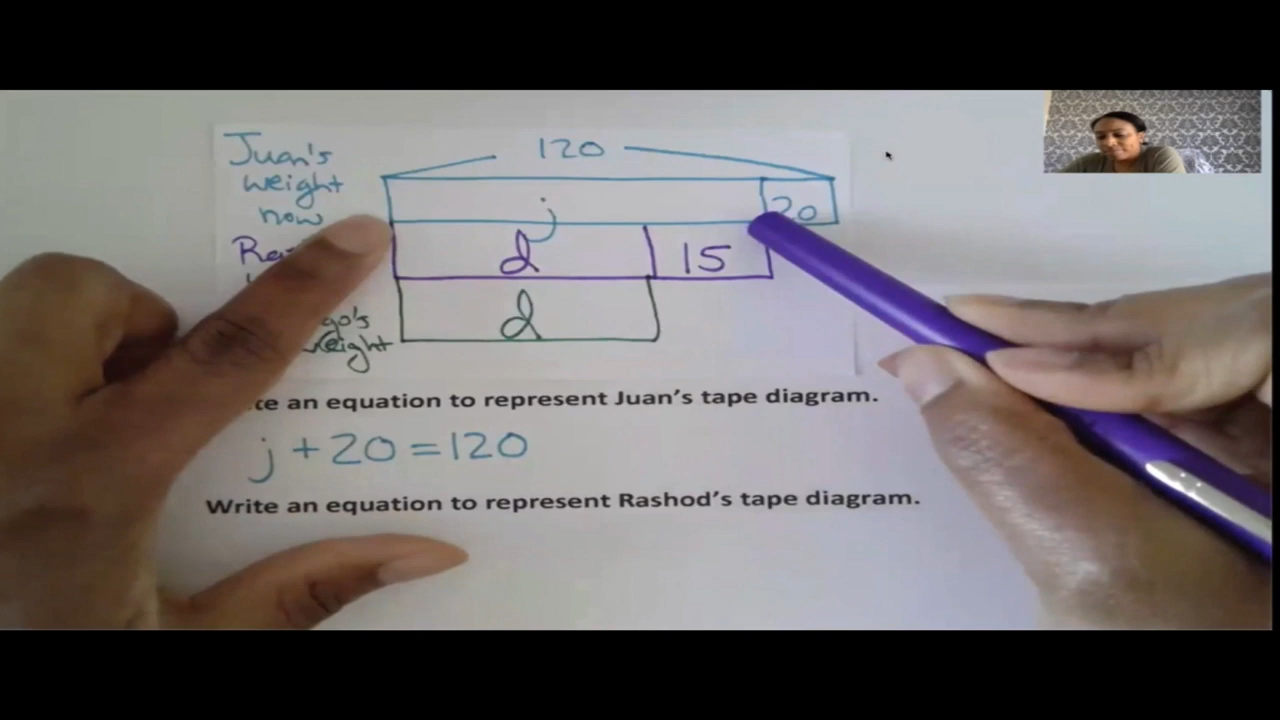 Juan's
weight
now
120
j
20
d
15
d
weight
an equation to represent Juan's tape diagram.
j + 20 = 120
Write an equation to represent Rashod's tape diagram.